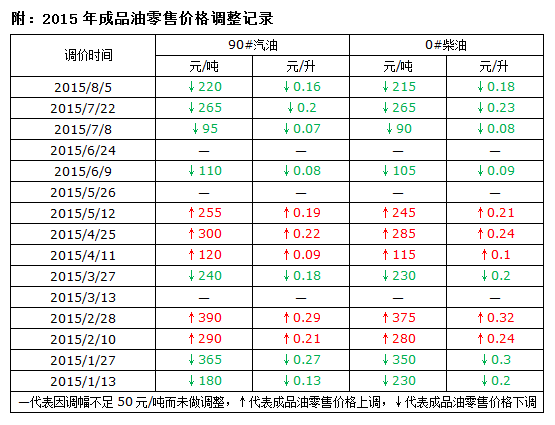 附：2015年成品油零售价格调整记录
调价时间 90#汽油 0#柴油
元/吨 元/升 元/吨 元/升
2015/8/5 ↓220 ↓0.16 ↓215 ↓0.18
2015/7/22 ↓265 ↓0.2 ↓265 ↓0.23
2015/7/8 ↓95 ↓0.07 ↓90 ↓0.08
2015/6/24 — — — —
2015/6/9 ↓110 ↓0.08 ↓105 ↓0.09
2015/5/26 — — — —
2015/5/12 ↑255 ↑0.19 ↑245 ↑0.21
2015/4/25 ↑300 ↑0.22 ↑285 ↑0.24
2015/4/11 ↑120 ↑0.09 ↑115 ↑0.1
2015/3/27 ↓240 ↓0.18 ↓230 ↓0.2
2015/3/13 — — — —
2015/2/28 ↑390 ↑0.29 ↑375 ↑0.32
2015/2/10 ↑290 ↑0.21 ↑280 ↑0.24
2015/1/27 ↓365 ↓0.27 ↓350 ↓0.3
2015/1/13 ↓180 ↓0.13 ↓230 ↓0.2
—代表因调幅不足50元/吨而未做调整，↑代表成品油零售价格上调，↓代表成品油零售价格下调